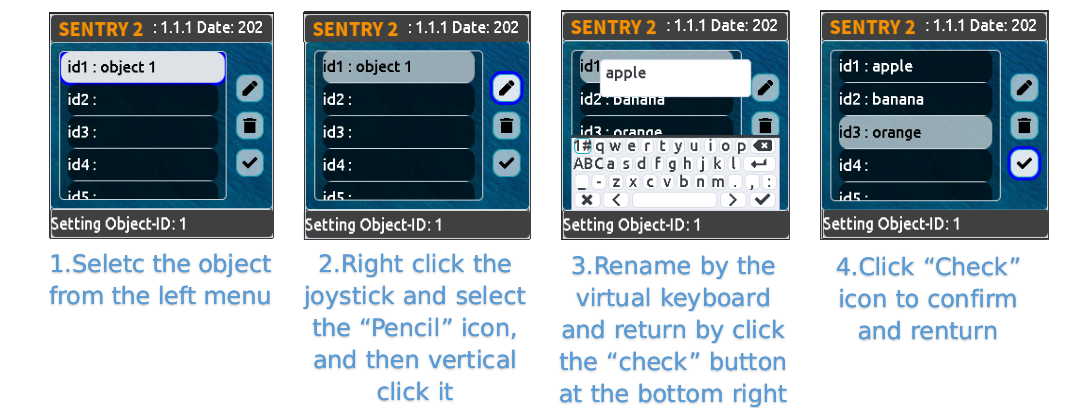 SENTRY 2 : 1.1.1 Date: 202
id1 : object 1
id2 :
id3 :
id4 :
id5 :
Setting Object-ID: 1
1.Seletc the object
from the left menu
SENTRY 2 : 1.1.1 Date: 202
id1 : object 1
id2 :
id3 :
id4 :
id5 :
Setting Object-ID: 1
2.Right click the
joystick and select
the “Pencil” icon,
and then vertical
click it
SENTRY 2 : 1.1.1 Date: 202
id1
apple
id2 : banana
id3 : orange
1# q w e r t y u i o p
ABC a s d f g h j k l
_ - z x c v b n m . , :
Setting Object-ID: 1
3.Rename by the
virtual keyboard
and return by click
the “check” button
at the bottom right
SENTRY 2 : 1.1.1 Date: 202
id1 : apple
id2 : banana
id3 : orange
id4 :
id5 :
Setting Object-ID: 1
4.Click “Check”
icon to confirm
and renturn